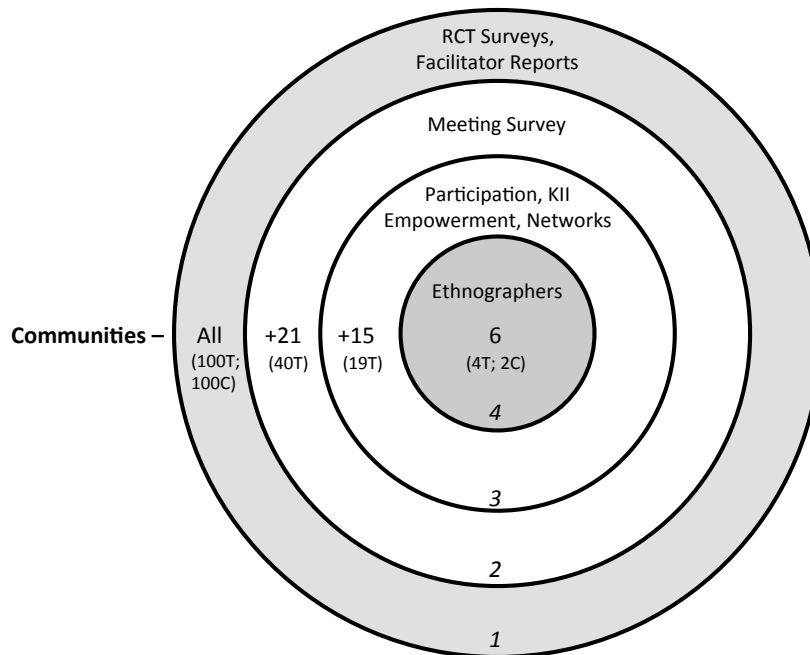 RCT Surveys,
Facilitator Reports
Meeting Survey
Participation, KII
Empowerment, Networks
Ethnographers
Communities – All +21 +15 6
(100T; (40T) (19T) (4T; 2C)
100C)
4
3
2
1